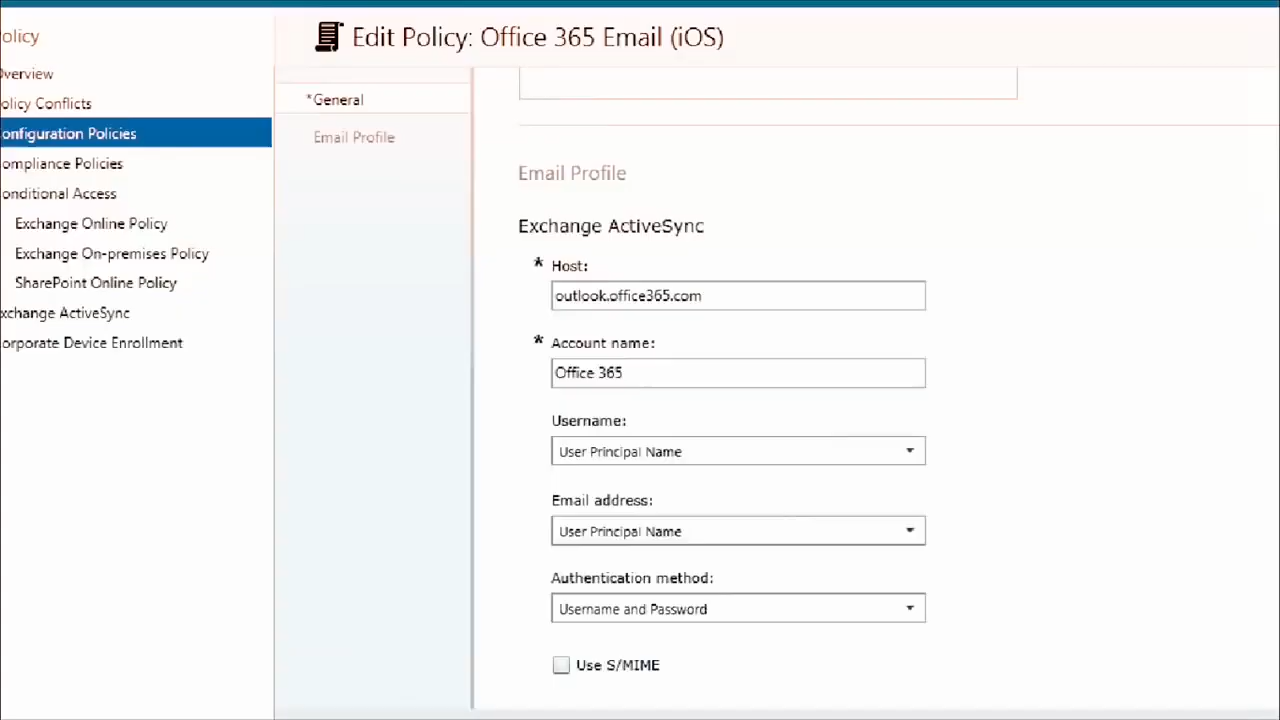 olicy
Overview
olicy Conflicts
onfiguration Policies
ompliance Policies
onditional Access
Exchange Online Policy
Exchange On-premises Policy
SharePoint Online Policy
xchange ActiveSync
orporate Device Enrollment
Edit Policy: Office 365 Email (iOS)
*General
Email Profile
Email Profile
Exchange ActiveSync
* Host:
outlook.office365.com
* Account name:
Office 365
Username:
User Principal Name
Email address:
User Principal Name
Authentication method:
Username and Password
Use S/MIME